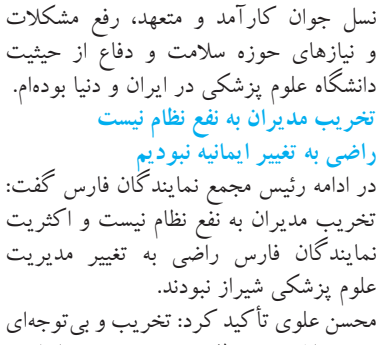 نسل جوان کارآمد و متعهد، رفع مشکلات
و نیازهای حوزه سلامت و دفاع از حیثیت
دانشگاه علوم پزشکی در ایران و دنیا بوده‌ام.
تخریب مدیران به نفع نظام نیست
راضی به تغییر ایمانیه نبودیم
در ادامه رئیس مجمع نمایندگان فارس گفت:
تخریب مدیران به نفع نظام نیست و اکثریت
نمایندگان فارس راضی به تغییر مدیریت
علوم پزشکی شیراز نبودند.
محسن علوی تأکید کرد: تخریب و بی‌توجه‌ای